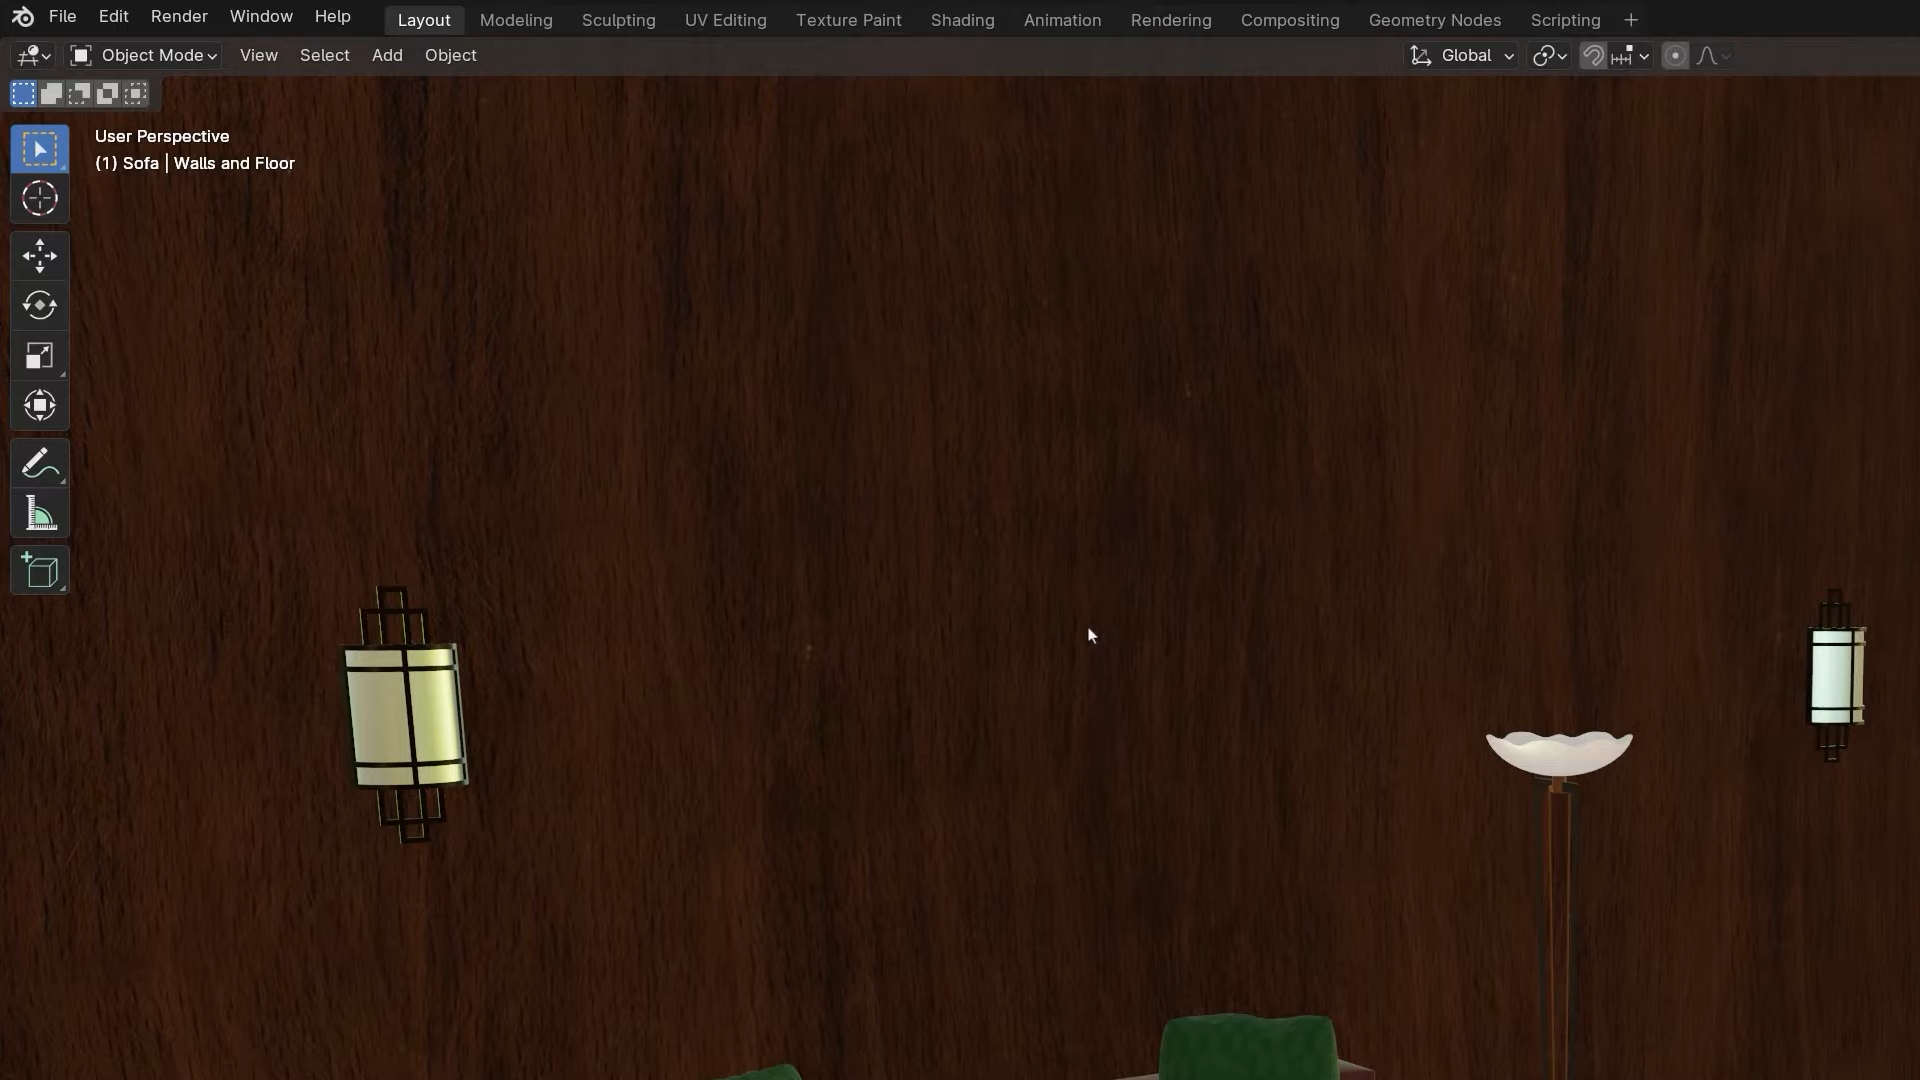 File Edit Render Window Help Layout Modeling Sculpting UV Editing Texture Paint Shading Animation Rendering Compositing Geometry Nodes Scripting +
Object Mode View Select Add Object Global
User Perspective
(1) Sofa | Walls and Floor